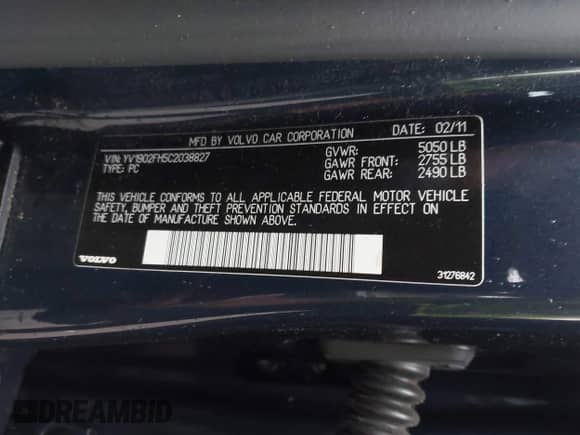 MFD. BY VOLVO CAR CORPORATION DATE: 02/11
VIN: YV1902FH5C2038827 GVWR: 5050 LB
TYPE: PC GAWR FRONT: 2755 LB
GAWR REAR: 2490 LB
THIS VEHICLE CONFORMS TO ALL APPLICABLE FEDERAL MOTOR VEHICLE
SAFETY, BUMPER AND THEFT PREVENTION STANDARDS IN EFFECT ON
THE DATE OF MANUFACTURE SHOWN ABOVE.
VOLVO 31276842
DREAMBID